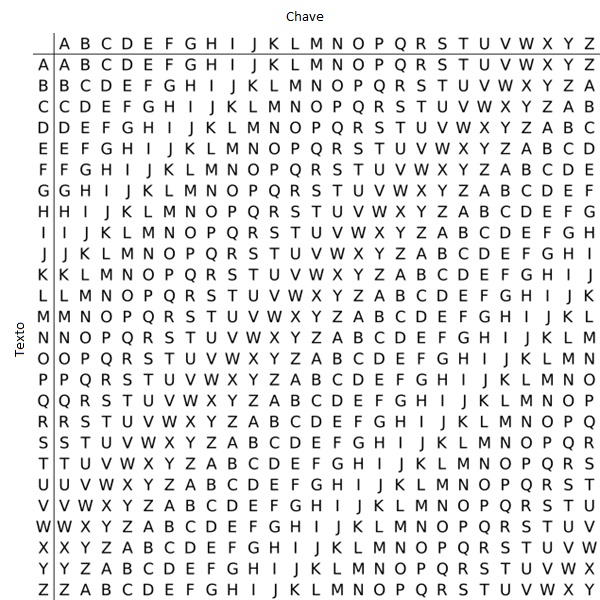 Chave
A B C D E F G H I J K L M N O P Q R S T U V W X Y Z
A A B C D E F G H I J K L M N O P Q R S T U V W X Y Z
B B C D E F G H I J K L M N O P Q R S T U V W X Y Z A
C C D E F G H I J K L M N O P Q R S T U V W X Y Z A B
D D E F G H I J K L M N O P Q R S T U V W X Y Z A B C
E E F G H I J K L M N O P Q R S T U V W X Y Z A B C D
F F G H I J K L M N O P Q R S T U V W X Y Z A B C D E
G G H I J K L M N O P Q R S T U V W X Y Z A B C D E F
H H I J K L M N O P Q R S T U V W X Y Z A B C D E F G
I I J K L M N O P Q R S T U V W X Y Z A B C D E F G H
J J K L M N O P Q R S T U V W X Y Z A B C D E F G H I
K K L M N O P Q R S T U V W X Y Z A B C D E F G H I J
L L M N O P Q R S T U V W X Y Z A B C D E F G H I J K
M M N O P Q R S T U V W X Y Z A B C D E F G H I J K L
N N O P Q R S T U V W X Y Z A B C D E F G H I J K L M
O O P Q R S T U V W X Y Z A B C D E F G H I J K L M N
P P Q R S T U V W X Y Z A B C D E F G H I J K L M N O
Q Q R S T U V W X Y Z A B C D E F G H I J K L M N O P
R R S T U V W X Y Z A B C D E F G H I J K L M N O P Q
S S T U V W X Y Z A B C D E F G H I J K L M N O P Q R
T T U V W X Y Z A B C D E F G H I J K L M N O P Q R S
U U V W X Y Z A B C D E F G H I J K L M N O P Q R S T
V V W X Y Z A B C D E F G H I J K L M N O P Q R S T U
W W X Y Z A B C D E F G H I J K L M N O P Q R S T U V
X X Y Z A B C D E F G H I J K L M N O P Q R S T U V W
Y Y Z A B C D E F G H I J K L M N O P Q R S T U V W X
Z Z A B C D E F G H I J K L M N O P Q R S T U V W X Y
Texto